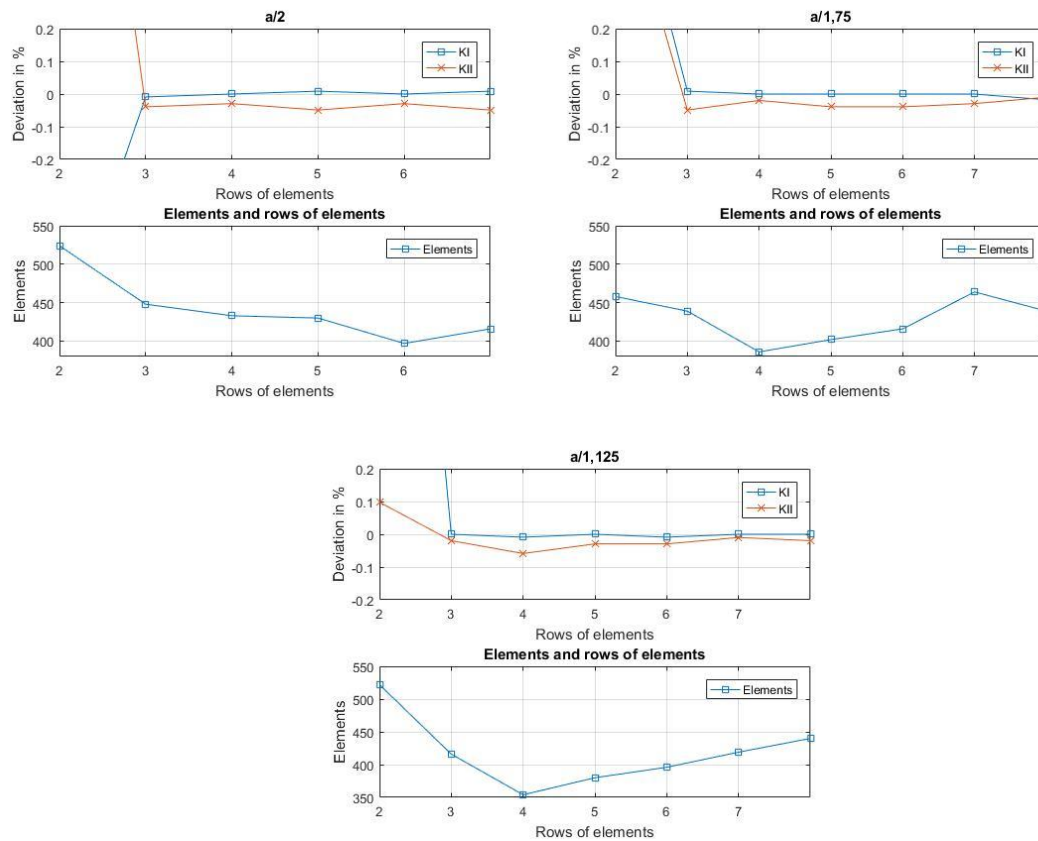 a/2
0.2
0.1
0
-0.1
-0.2
Deviation in %
KI
KII
2 3 4 5 6
Rows of elements
Elements and rows of elements
550
500
450
400
Elements
Elements
2 3 4 5 6
Rows of elements
a/1,75
0.2
0.1
0
-0.1
-0.2
Deviation in %
KI
KII
2 3 4 5 6 7
Rows of elements
Elements and rows of elements
550
500
450
400
Elements
Elements
2 3 4 5 6 7
Rows of elements
a/1,125
0.2
0.1
0
-0.1
-0.2
Deviation in %
KI
KII
2 3 4 5 6 7
Rows of elements
Elements and rows of elements
550
500
450
400
350
Elements
Elements
2 3 4 5 6 7
Rows of elements